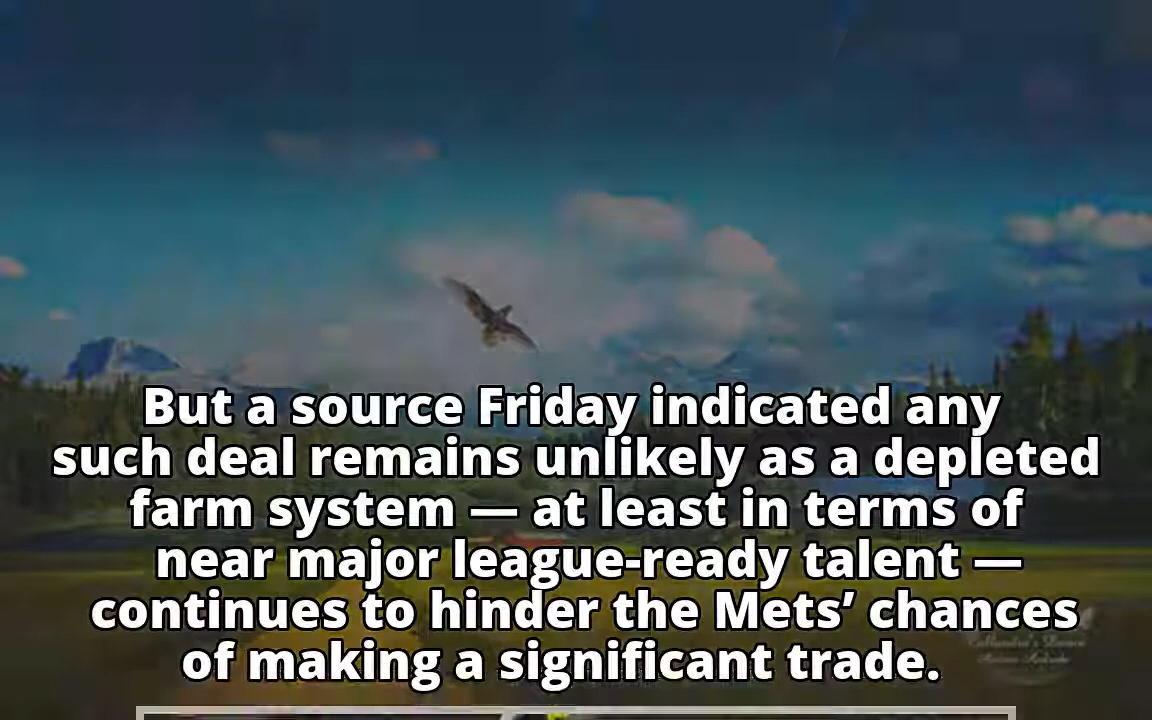 But a source Friday indicated any
such deal remains unlikely as a depleted
farm system — at least in terms of
near major league-ready talent —
continues to hinder the Mets’ chances
of making a significant trade.